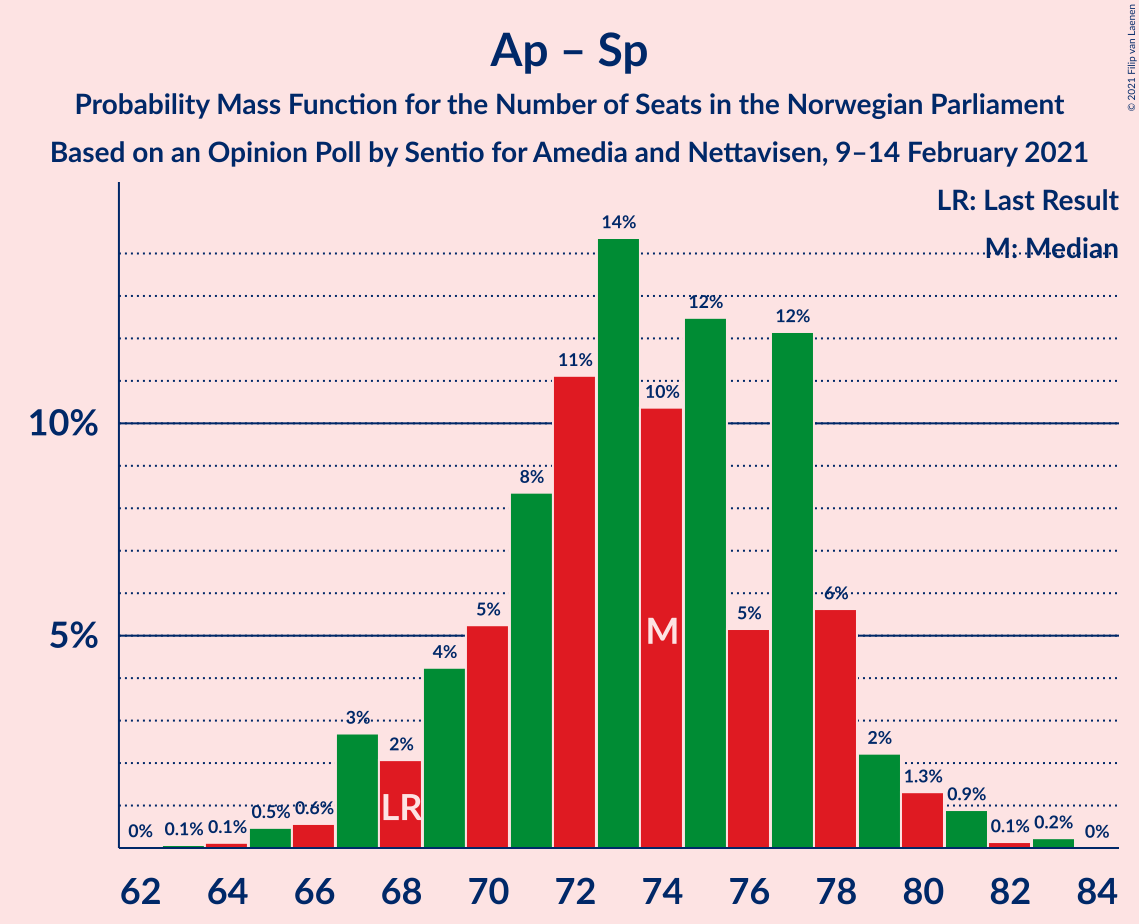 Ap – Sp
Probability Mass Function for the Number of Seats in the Norwegian Parliament
Based on an Opinion Poll by Sentio for Amedia and Nettavisen, 9–14 February 2021
© 2021 Filip van Laenen
LR: Last Result
M: Median
10%
5%
0%
0.1%
0.1%
0.5%
0.6%
3%
2%
4%
5%
8%
11%
14%
10%
12%
5%
12%
6%
2%
1.3%
0.9%
0.1%
0.2%
0%
LR
M
62 64 66 68 70 72 74 76 78 80 82 84